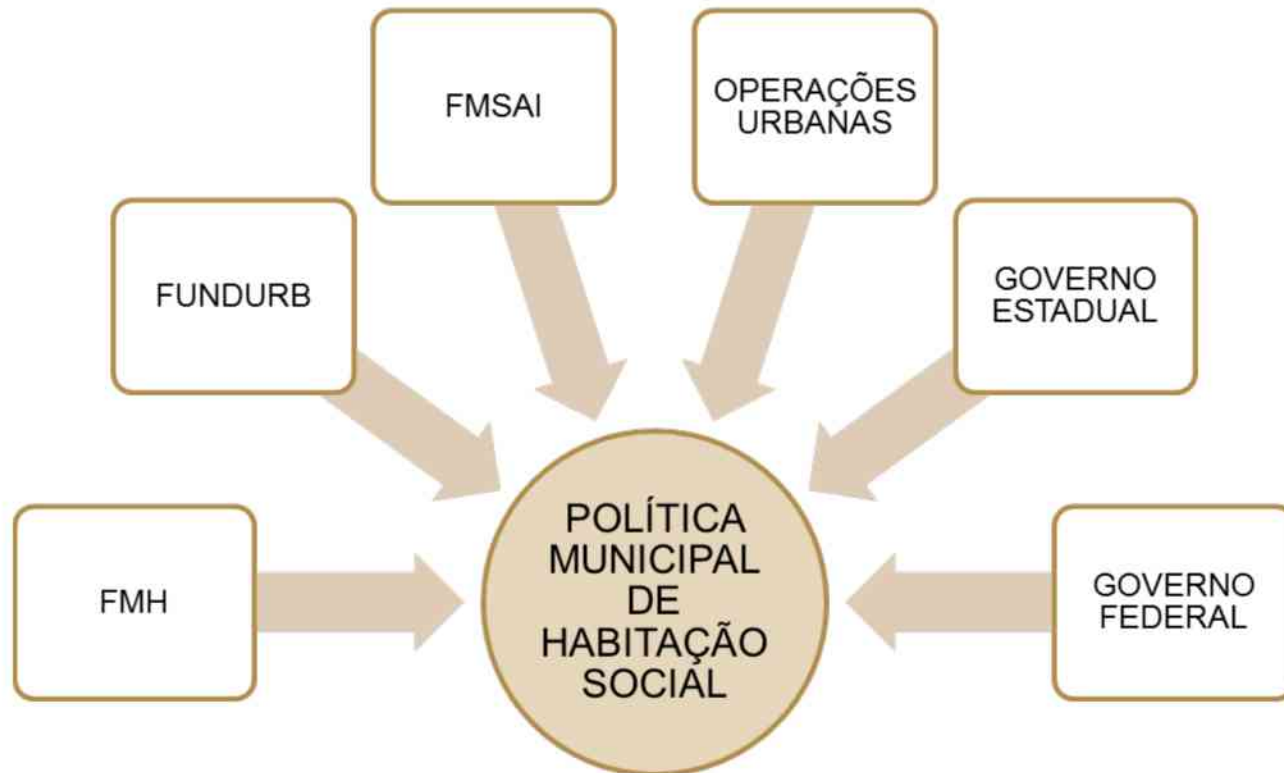 FMSAI
OPERAÇÕES
URBANAS
FUNDURB
GOVERNO
ESTADUAL
FMH
POLÍTICA
MUNICIPAL
DE
HABITAÇÃO
SOCIAL
GOVERNO
FEDERAL